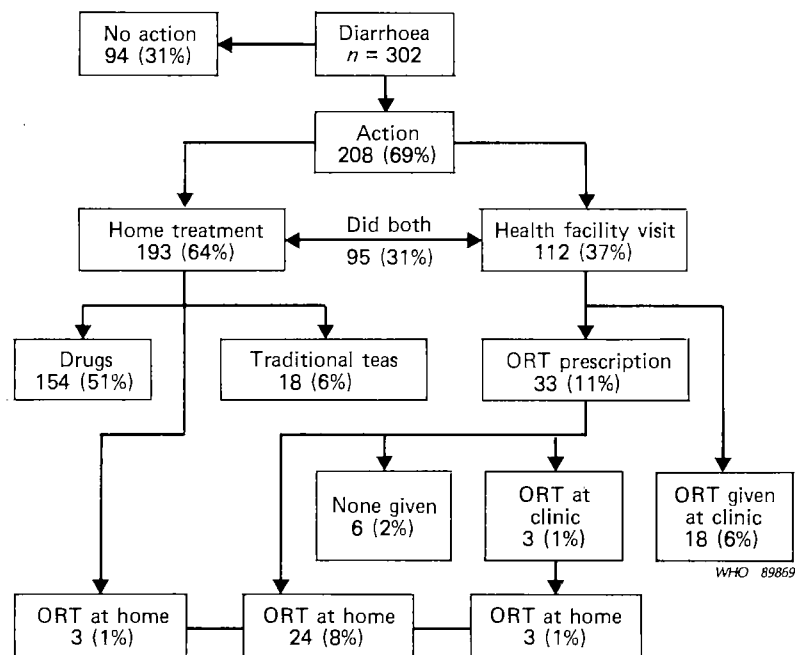 No action
94 (31%)
Diarrhoea
n = 302
Action
208 (69%)
Home treatment
193 (64%)
Did both
95 (31%)
Health facility visit
112 (37%)
Drugs
154 (51%)
Traditional teas
18 (6%)
ORT prescription
33 (11%)
None given
6 (2%)
ORT at
clinic
3 (1%)
ORT given
at clinic
18 (6%)
WHO 89869
ORT at home
3 (1%)
ORT at home
24 (8%)
ORT at home
3 (1%)